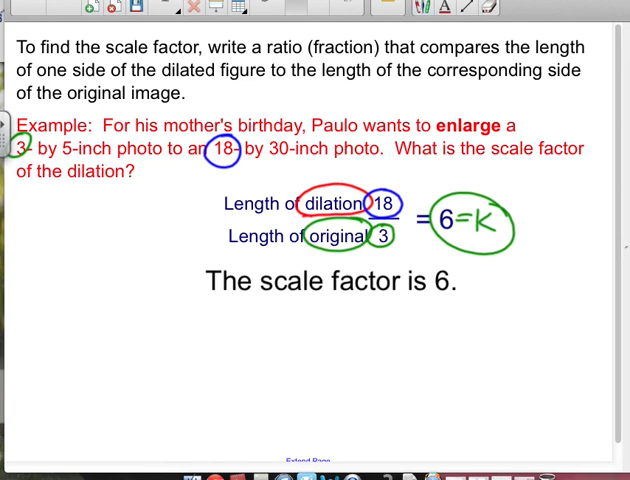 To find the scale factor, write a ratio (fraction) that compares the length
of one side of the dilated figure to the length of the corresponding side
of the original image.
Example: For his mother's birthday, Paulo wants to enlarge a
3- by 5-inch photo to an 18- by 30-inch photo. What is the scale factor
of the dilation?
Length of dilation 18
Length of original 3
= 6 = K
The scale factor is 6.
Extend Page